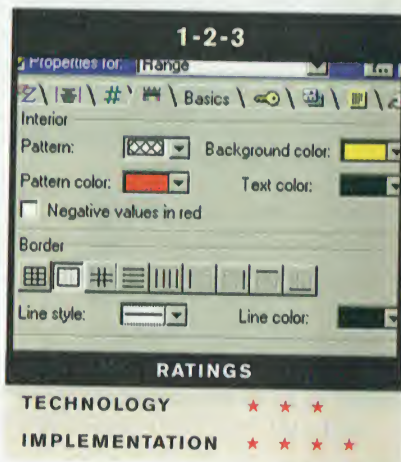 1-2-3
Properties for: Range
Z # Basics
Interior
Pattern: Background color:
Pattern color: Text color:
Negative values in red
Border
Line style: Line color:
RATINGS
TECHNOLOGY ★ ★ ★
IMPLEMENTATION ★ ★ ★ ★